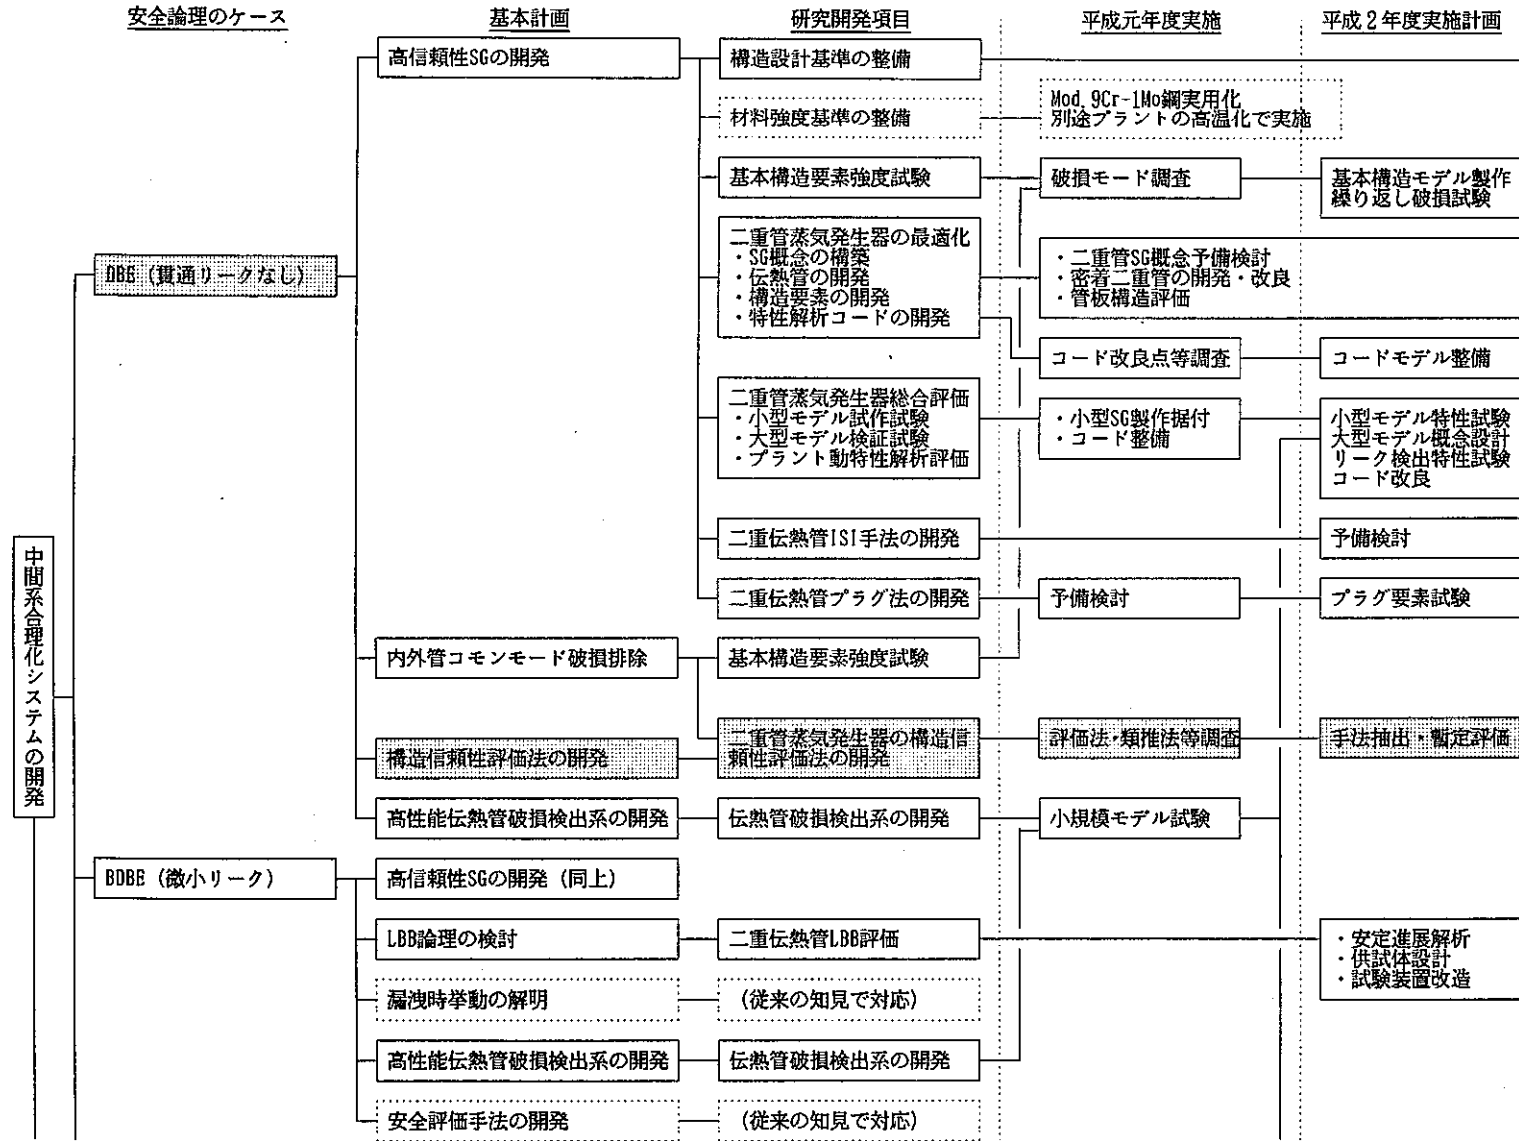 安全論理のケース
基本計画
研究開発項目
平成元年度実施
平成2年度実施計画
中間系合理化システムの開発
DBE (貫通リークなし)
高信頼性SGの開発
構造設計基準の整備
材料強度基準の整備
Mod.9Cr-1Mo鋼実用化
別途プラントの高温化で実施
基本構造要素強度試験
破損モード調査
基本構造モデル製作
繰り返し破損試験
二重管蒸気発生器の最適化
・SG概念の構築
・伝熱管の開発
・構造要素の開発
・特性解析コードの開発
・二重管SG概念予備検討
・密着二重管の開発・改良
・管板構造評価
コード改良点等調査
コードモデル整備
二重管蒸気発生器総合評価
・小型モデル試作試験
・大型モデル検証試験
・プラント動特性解析評価
・小型SG製作据付
・コード整備
小型モデル特性試験
大型モデル概念設計
リーク検出特性試験
コード改良
二重伝熱管ISI手法の開発
予備検討
二重伝熱管プラグ法の開発
予備検討
プラグ要素試験
内外管コモンモード破損排除
基本構造要素強度試験
構造信頼性評価法の開発
二重管蒸気発生器の構造信
頼性評価法の開発
評価法・類推法等調査
手法抽出・暫定評価
高性能伝熱管破損検出系の開発
伝熱管破損検出系の開発
小規模モデル試験
BDBE (微小リーク)
高信頼性SGの開発 (同上)
LBB論理の検討
二重伝熱管LBB評価
・安定進展解析
・供試体設計
・試験装置改造
漏洩時挙動の解明
(従来の知見で対応)
高性能伝熱管破損検出系の開発
伝熱管破損検出系の開発
安全評価手法の開発
(従来の知見で対応)